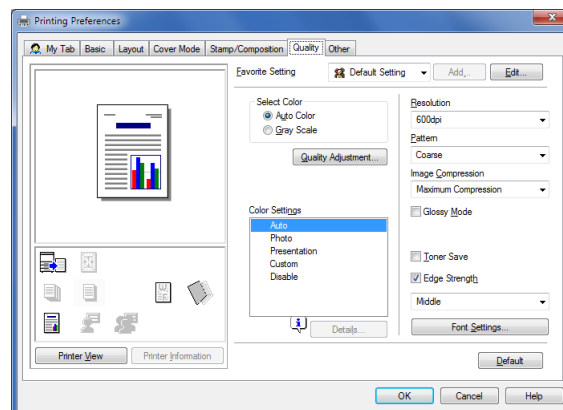 Printing Preferences
My Tab Basic Layout Cover Mode Stamp/Composition Quality Other
Favorite Setting Default Setting Add... Edit...
Select Color
Auto Color
Gray Scale
Quality Adjustment...
Color Settings
Auto
Photo
Presentation
Custom
Disable
Details...
Resolution
600dpi
Pattern
Coarse
Image Compression
Maximum Compression
Glossy Mode
Toner Save
Edge Strength
Middle
Font Settings...
Printer View Printer Information
Default
OK Cancel Help